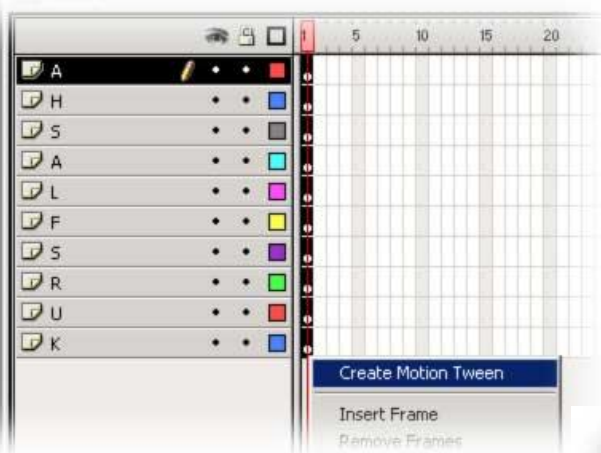 1 5 10 15 20
A
H
S
A
L
F
S
R
U
K
Create Motion Tween
Insert Frame
Remove Frames